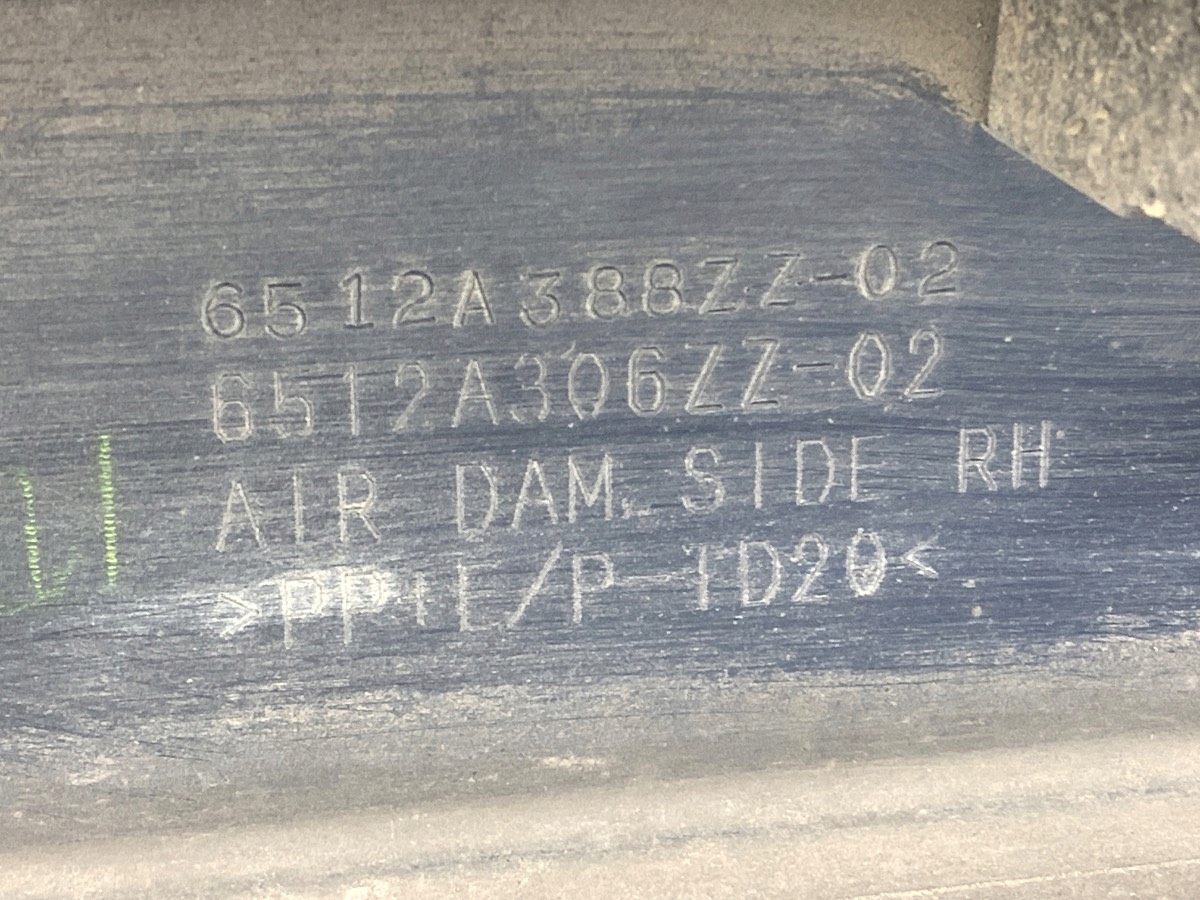 6512A388ZZ-02
6512A306ZZ-02
AIR DAM, SIDE RH
>PP+E/P-TD20<